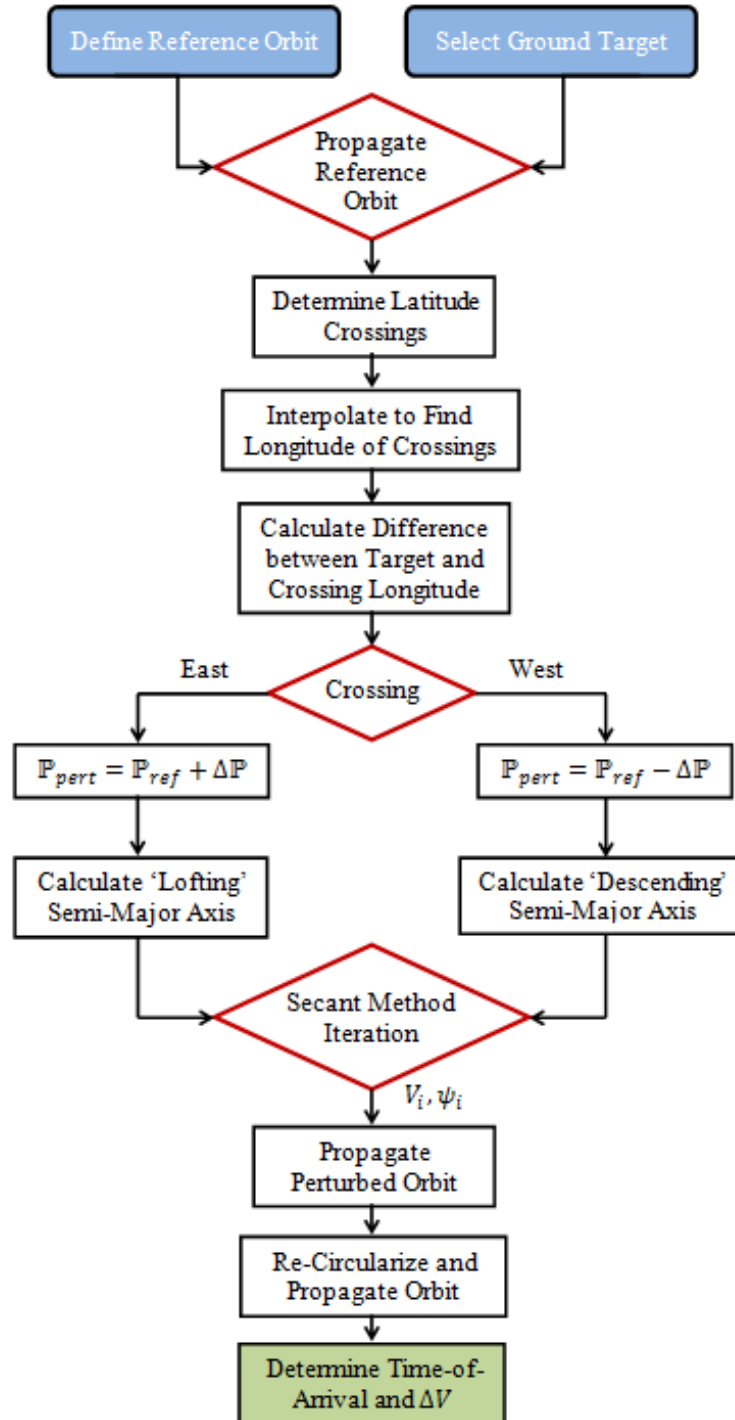 Define Reference Orbit
Select Ground Target
Propagate
Reference
Orbit
Determine Latitude
Crossings
Interpolate to Find
Longitude of Crossings
Calculate Difference
between Target and
Crossing Longitude
East
Crossing
West
ℙ_pert = ℙ_ref + Δℙ
ℙ_pert = ℙ_ref − Δℙ
Calculate ‘Lofting’
Semi-Major Axis
Calculate ‘Descending’
Semi-Major Axis
Secant Method
Iteration
V_i, ψ_i
Propagate
Perturbed Orbit
Re-Circularize and
Propagate Orbit
Determine Time-of-
Arrival and ΔV